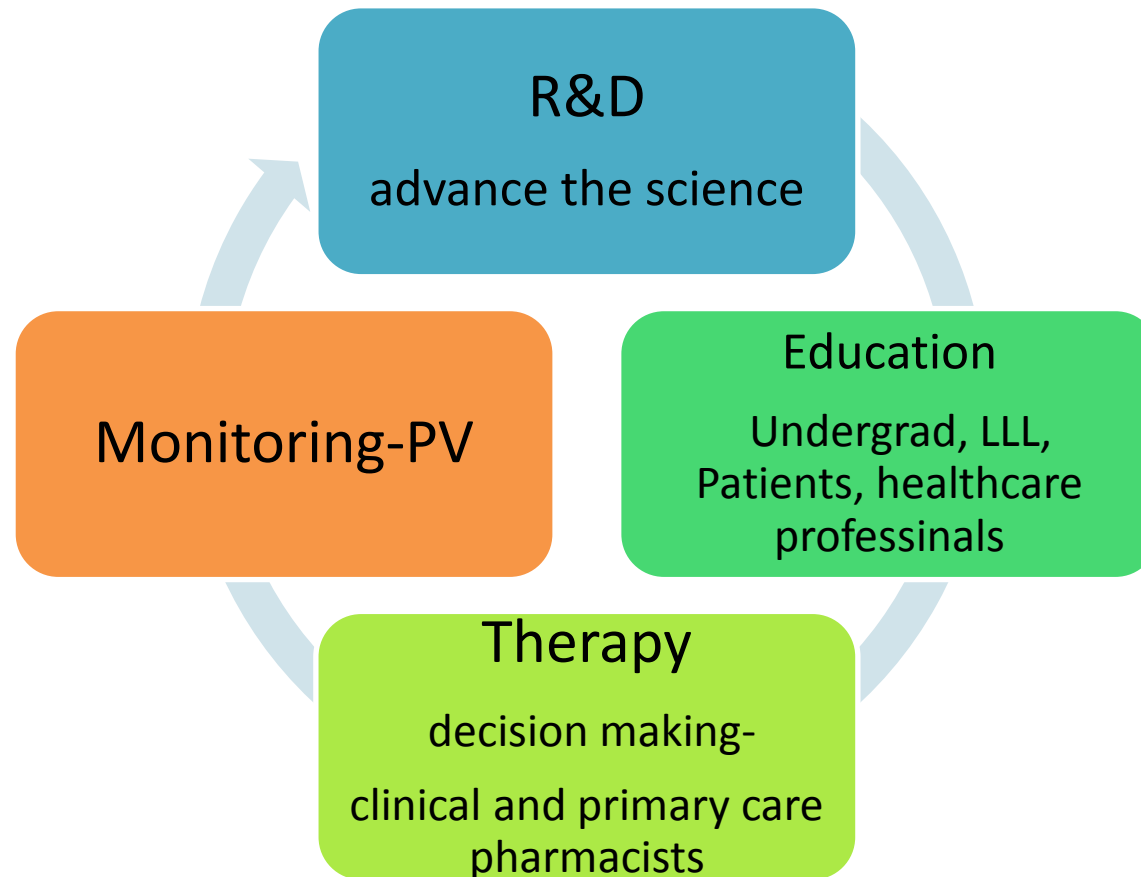 R&D
advance the science
Education
Undergrad, LLL,
Patients, healthcare
professinals
Therapy
decision making-
clinical and primary care
pharmacists
Monitoring-PV